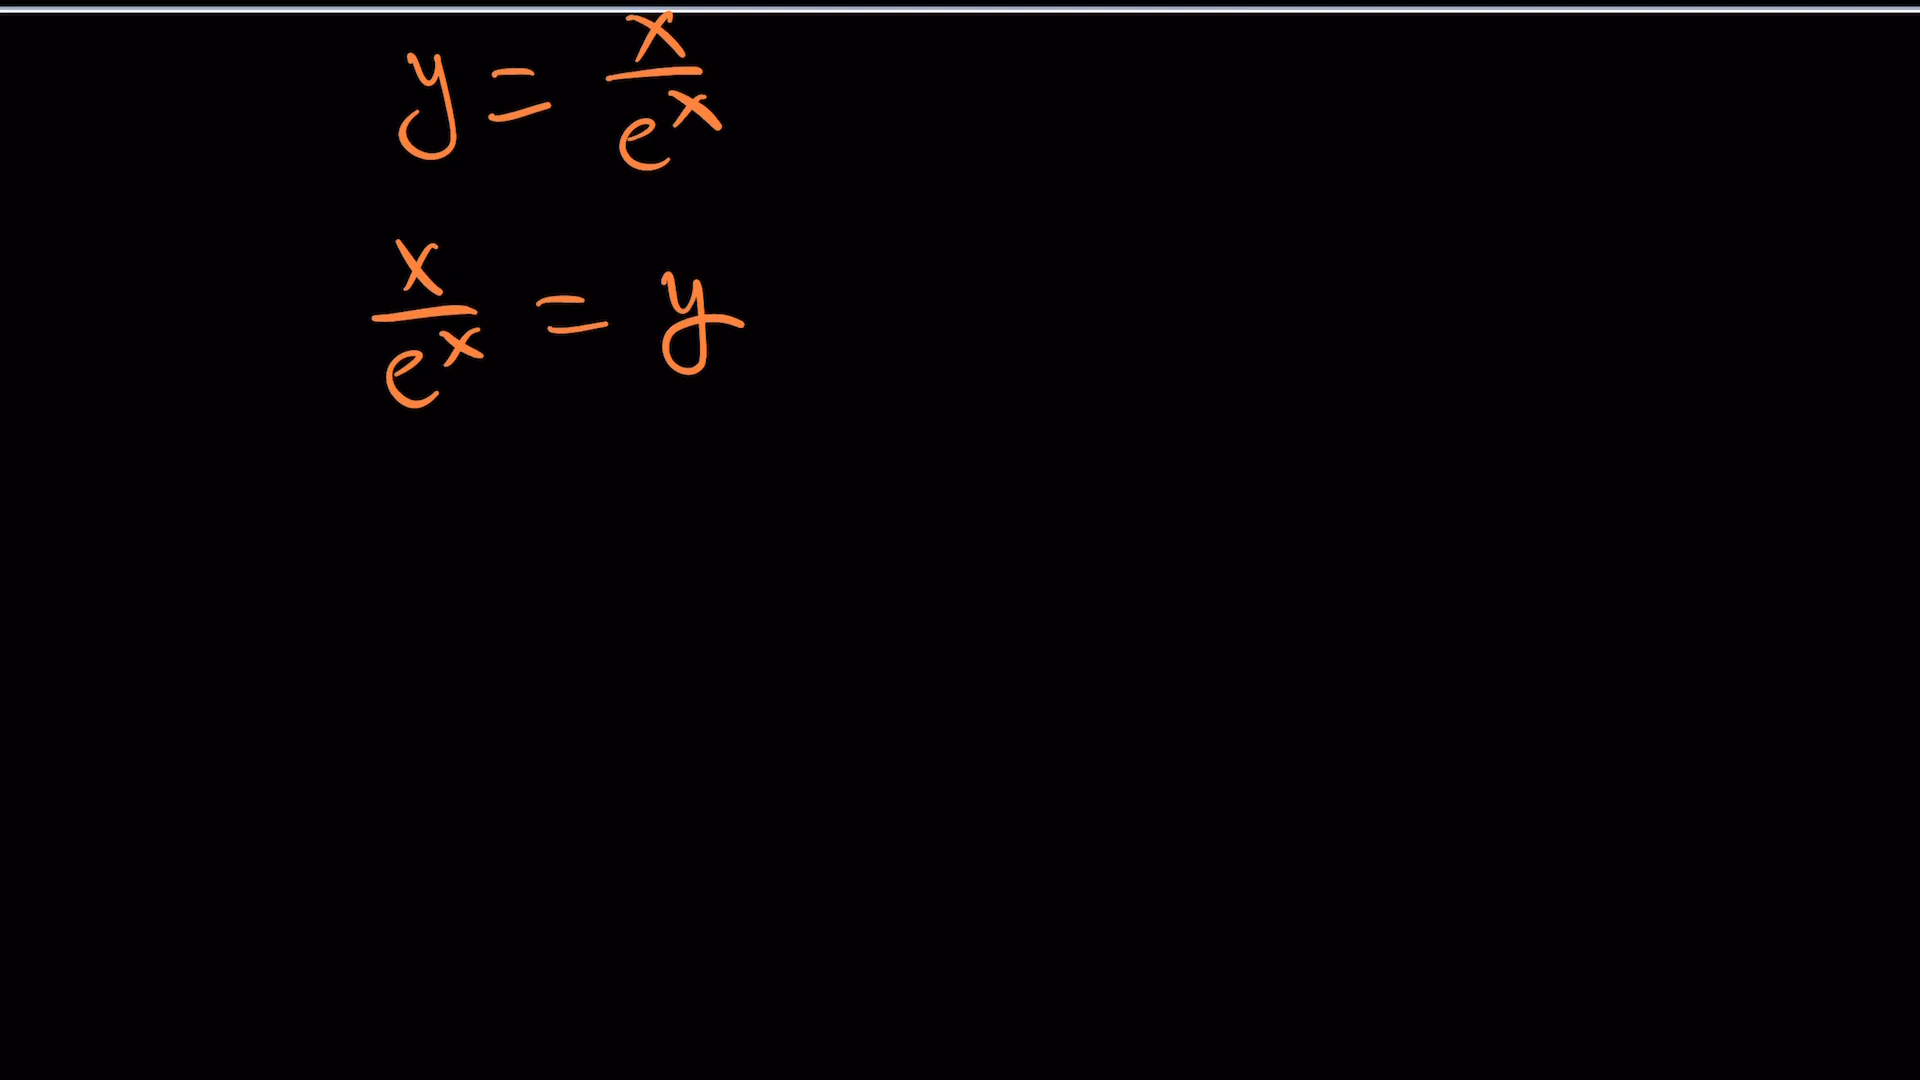 y = x/e^x
x/e^x = y